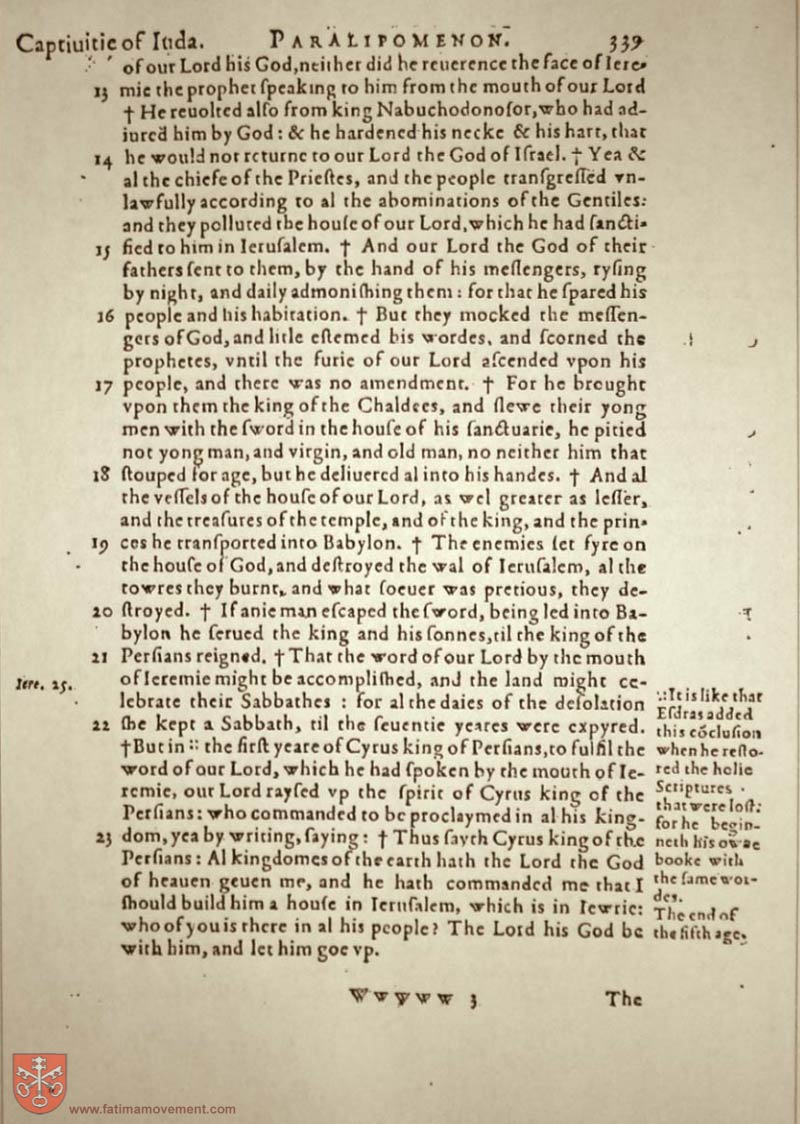 Captiuitie of Iuda. PARALIPOMENON. 339
of our Lord his God, neither did he reuerence the face of Iere-
13 mie the prophet ſpeaking to him from the mouth of our Lord
† He reuolted alſo from king Nabuchodonoſor, who had ad-
iured him by God: & he hardened his necke & his hart, that
14 he would not returne to our Lord the God of Iſrael. † Yea &
al the chiefe of the Prieſtes, and the people tranſgreſſed vn-
lawfully according to al the abominations of the Gentiles:
and they polluted the houſe of our Lord, which he had ſancti-
15 fied to him in Ieruſalem. † And our Lord the God of their
fathers ſent to them, by the hand of his meſſengers, ryſing
by night, and daily admoniſhing them: for that he ſpared his
16 people and his habitation. † But they mocked the meſſen-
gers of God, and litle eſtemed his wordes, and ſcorned the
prophetes, vntil the furie of our Lord aſcended vpon his
17 people, and there was no amendment. † For he brought
vpon them the king of the Chaldees, and ſlewe their yong
men with the ſword in the houſe of his ſanctuarie, he pitied
not yong man, and virgin, and old man, no neither him that
18 ſtouped for age, but he deliuered al into his handes. † And al
the veſſels of the houſe of our Lord, as wel greater as leſſer,
and the treaſures of the temple, and of the king, and the prin-
19 ces he tranſported into Babylon. † The enemies ſet fyre on
the houſe of God, and deſtroyed the wal of Ieruſalem, al the
towres they burnt, and what ſoeuer was pretious, they de-
20 ſtroyed. † If anie man eſcaped the ſword, being led into Ba-
bylon he ſerued the king and his ſonnes, til the king of the
21 Perſians reigned. † That the word of our Lord by the mouth
Iere. 25. of Ieremie might be accompliſhed, and the land might ce-
lebrate their Sabbathes : for al the daies of the deſolation
22 ſhe kept a Sabbath, til the ſeuentie yeares were expyred.
† But in ∷ the firſt yeare of Cyrus king of Perſians, to fulfil the
word of our Lord, which he had ſpoken by the mouth of Ie-
remie, our Lord rayſed vp the ſpirit of Cyrus king of the
Perſians: who commanded to be proclaymed in al his king-
23 dom, yea by writing, ſaying: † Thus ſayth Cyrus king of the
Perſians: Al kingdomes of the earth hath the Lord the God
of heauen geuen me, and he hath commanded me that I
ſhould build him a houſe in Ieruſalem, which is in Iewrie:
who of you is there in al his people? The Lord his God be
with him, and let him goe vp.
∷ It is like that
Eſdras added
this cōcluſion
when he reſto-
red the holie
Scriptures
that were loſt:
for he begin-
neth his owne
booke with
the ſame wor-
des.
The end of
the fifth age.
Wwwww 3 The
www.fatimamovement.com